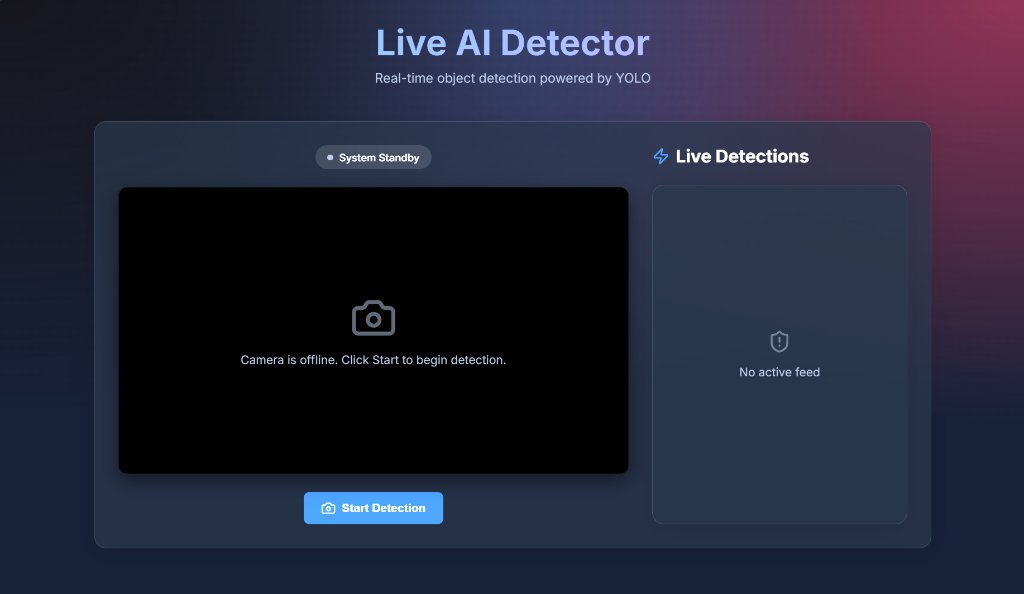 Live AI Detector
Real-time object detection powered by YOLO
System Standby
Camera is offline. Click Start to begin detection.
Start Detection
Live Detections
No active feed